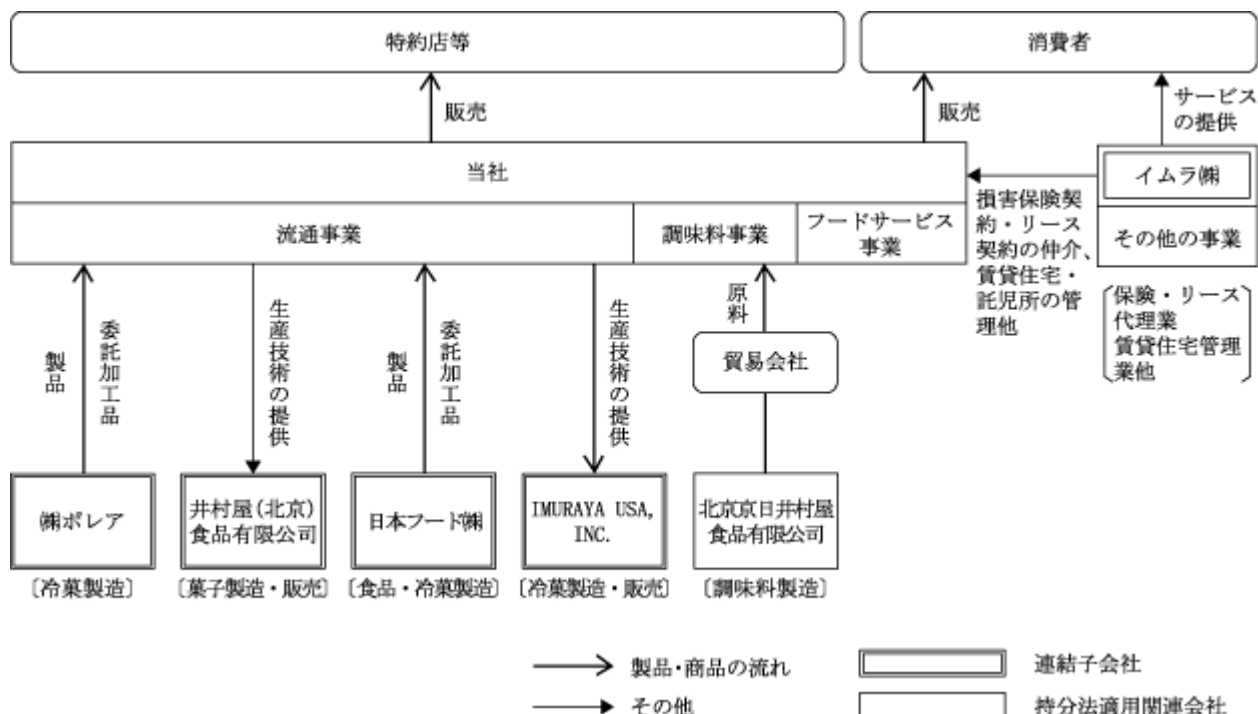 特約店等
消費者
販売
販売
サービス
の提供
当社
イムラ㈱
流通事業
調味料事業
フードサービス
事業
その他の事業
損害保険契
約・リース
契約の仲介、
賃貸住宅・
託児所の管
理他
保険・リース
代理業
賃貸住宅管理
業他
製品
委託加工品
生産技術の提供
製品
委託加工品
生産技術の提供
原料
貿易会社
㈱ポレア
井村屋(北京)
食品有限公司
日本フード㈱
IMURAYA USA,
INC.
北京京日井村屋
食品有限公司
〔冷菓製造〕
〔菓子製造・販売〕
〔食品・冷菓製造〕
〔冷菓製造・販売〕
〔調味料製造〕
製品・商品の流れ
連結子会社
その他
持分法適用関連会社